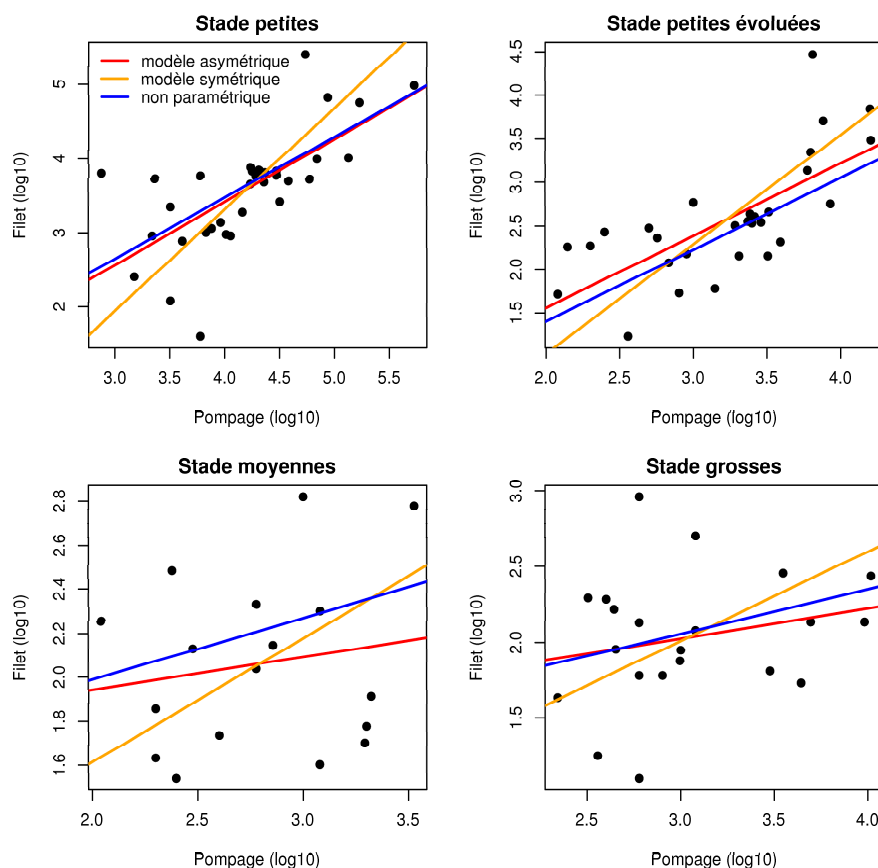 Stade petites
modèle asymétrique
modèle symétrique
non paramétrique
Filet (log10)
5
4
3
2
3.0 3.5 4.0 4.5 5.0 5.5
Pompage (log10)
Stade petites évoluées
Filet (log10)
4.5
4.0
3.5
3.0
2.5
2.0
1.5
2.0 2.5 3.0 3.5 4.0
Pompage (log10)
Stade moyennes
Filet (log10)
2.8
2.6
2.4
2.2
2.0
1.8
1.6
2.0 2.5 3.0 3.5
Pompage (log10)
Stade grosses
Filet (log10)
3.0
2.5
2.0
1.5
2.5 3.0 3.5 4.0
Pompage (log10)